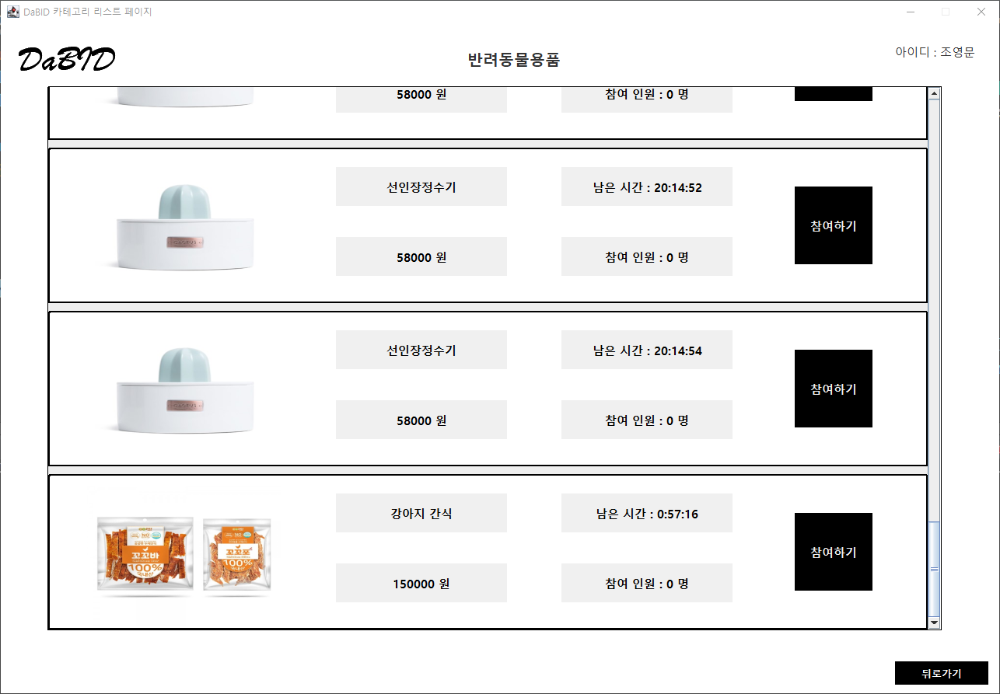 DaBID 카테고리 리스트 페이지
DaBID
반려동물용품
아이디 : 조영문
58000 원
참여 인원 : 0 명
선인장정수기
남은 시간 : 20:14:52
참여하기
58000 원
참여 인원 : 0 명
선인장정수기
남은 시간 : 20:14:54
참여하기
58000 원
참여 인원 : 0 명
강아지 간식
남은 시간 : 0:57:16
꼬꼬바
100%
국내산
꼬꼬포
100%
국내산
참여하기
150000 원
참여 인원 : 0 명
뒤로가기